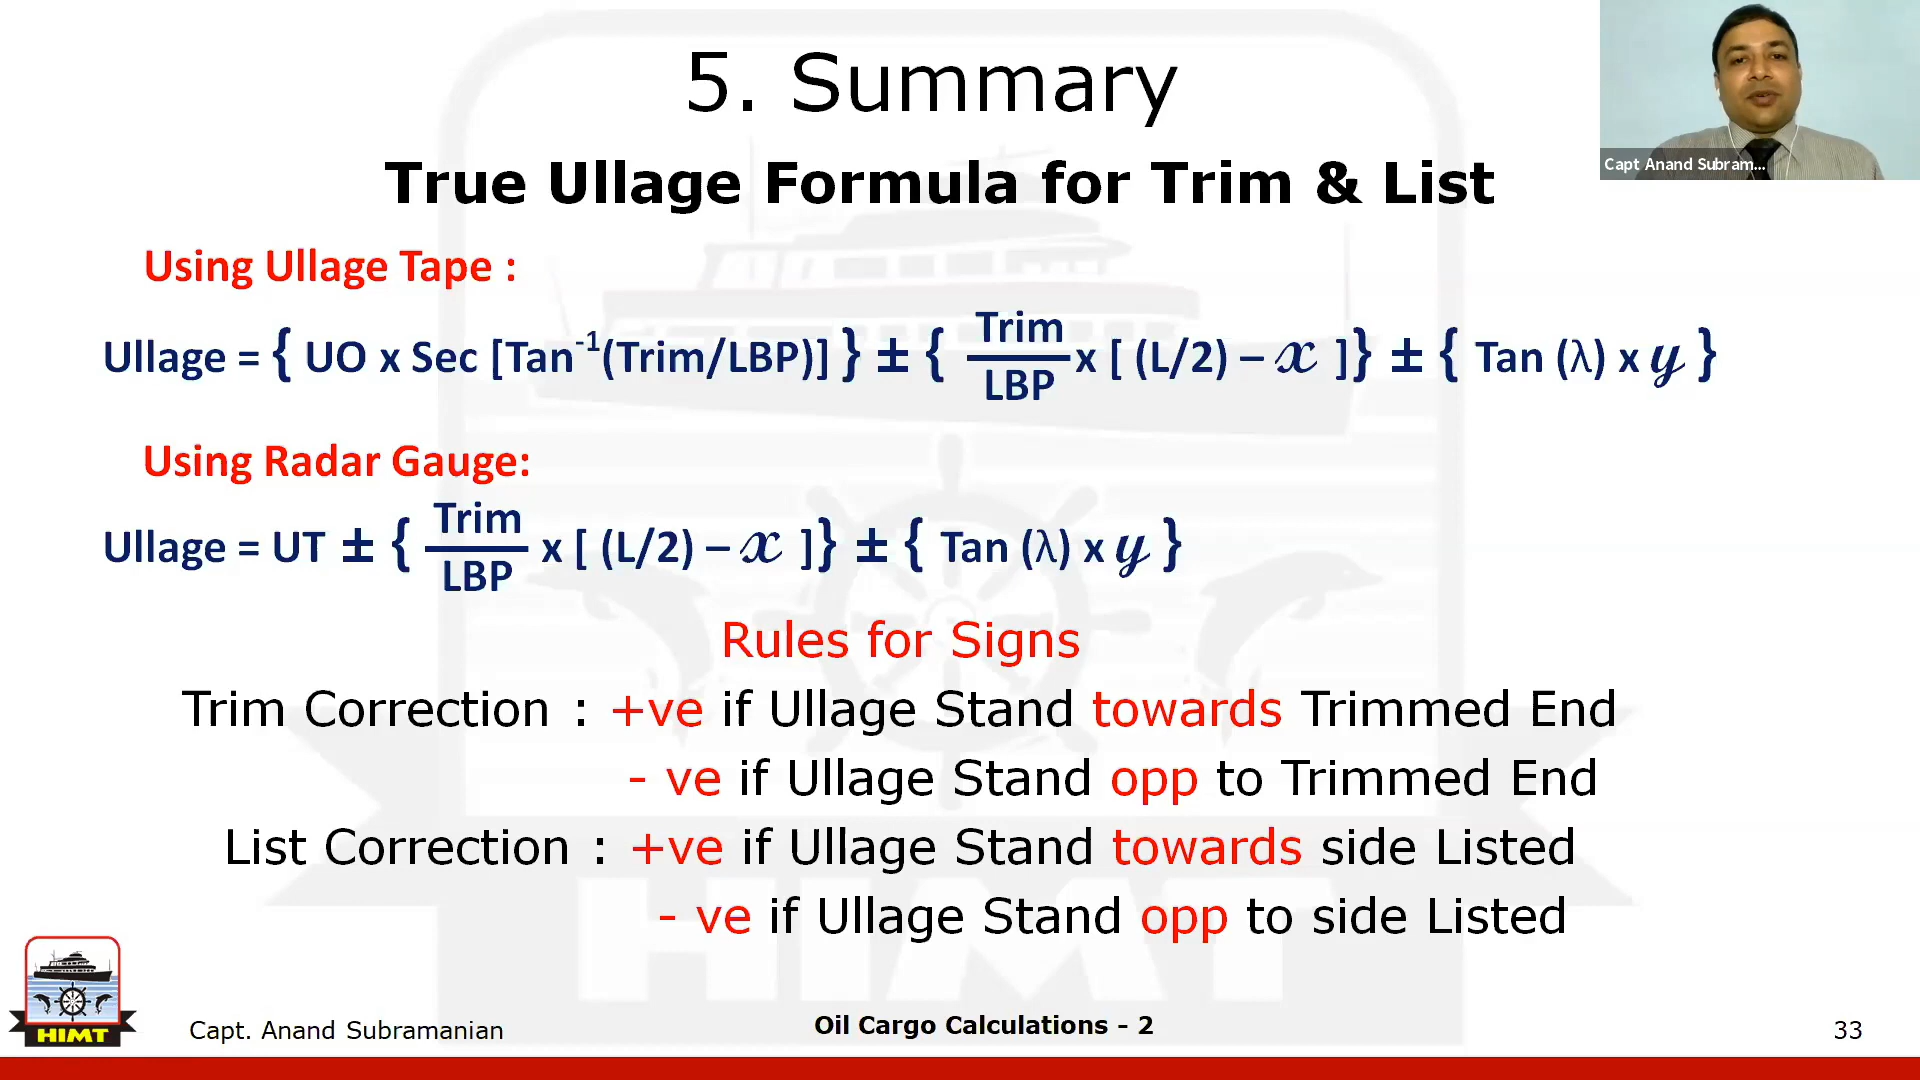 5. Summary
Capt Anand Subram...
True Ullage Formula for Trim & List
Using Ullage Tape :
Ullage = { UO x Sec [Tan⁻¹(Trim/LBP)] } ± { Trim/LBP x [ (L/2) – 𝓍 ]} ± { Tan (λ) x 𝓎 }
Using Radar Gauge:
Ullage = UT ± { Trim/LBP x [ (L/2) – 𝓍 ]} ± { Tan (λ) x 𝓎 }
Rules for Signs
Trim Correction : +ve if Ullage Stand towards Trimmed End
- ve if Ullage Stand opp to Trimmed End
List Correction : +ve if Ullage Stand towards side Listed
- ve if Ullage Stand opp to side Listed
HIMT
HIMT
Capt. Anand Subramanian
Oil Cargo Calculations - 2
33